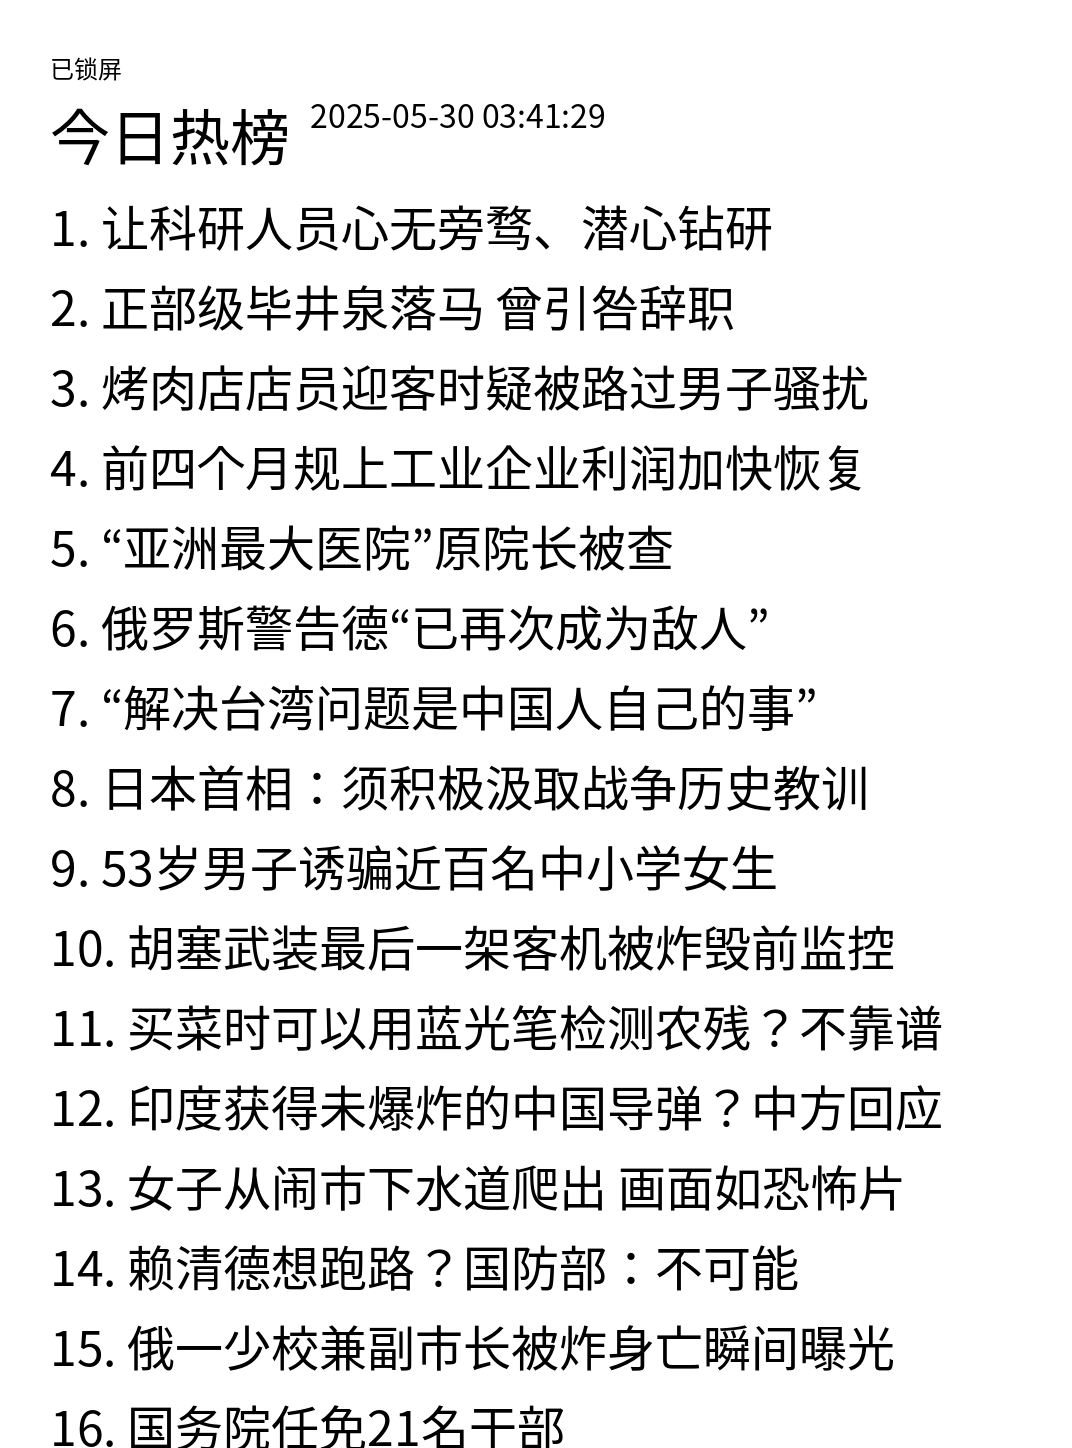 已锁屏
今日热榜 2025-05-30 03:41:29
1. 让科研人员心无旁骛、潜心钻研
2. 正部级毕井泉落马 曾引咎辞职
3. 烤肉店店员迎客时疑被路过男子骚扰
4. 前四个月规上工业企业利润加快恢复
5. “亚洲最大医院”原院长被查
6. 俄罗斯警告德“已再次成为敌人”
7. “解决台湾问题是中国人自己的事”
8. 日本首相：须积极汲取战争历史教训
9. 53岁男子诱骗近百名中小学女生
10. 胡塞武装最后一架客机被炸毁前监控
11. 买菜时可以用蓝光笔检测农残？不靠谱
12. 印度获得未爆炸的中国导弹？中方回应
13. 女子从闹市下水道爬出 画面如恐怖片
14. 赖清德想跑路？国防部：不可能
15. 俄一少校兼副市长被炸身亡瞬间曝光
16. 国务院任免21名干部